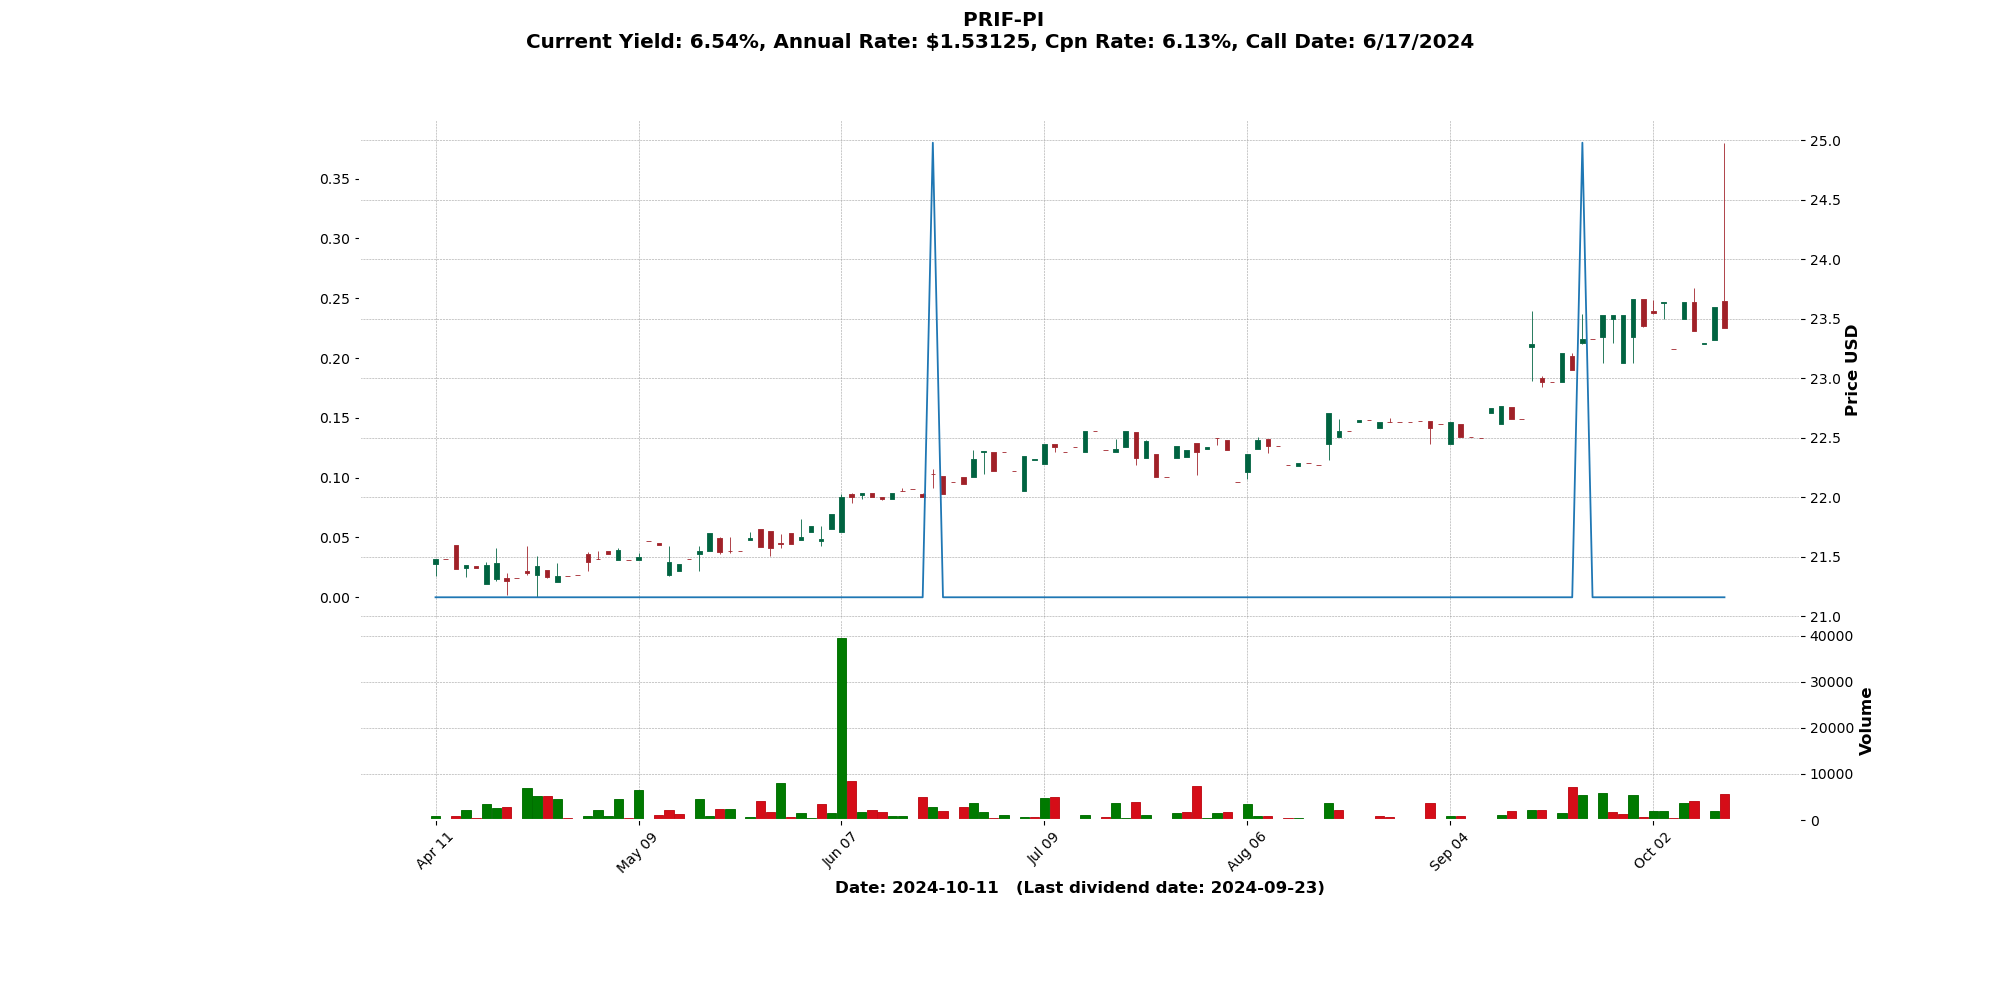 PRIF-PI
Current Yield: 6.54%, Annual Rate: $1.53125, Cpn Rate: 6.13%, Call Date: 6/17/2024
0.35
0.30
0.25
0.20
0.15
0.10
0.05
0.00
25.0
24.5
24.0
23.5
23.0
22.5
22.0
21.5
21.0
Price USD
40000
30000
20000
10000
0
Volume
Apr 11
May 09
Jun 07
Jul 09
Aug 06
Sep 04
Oct 02
Date: 2024-10-11 (Last dividend date: 2024-09-23)